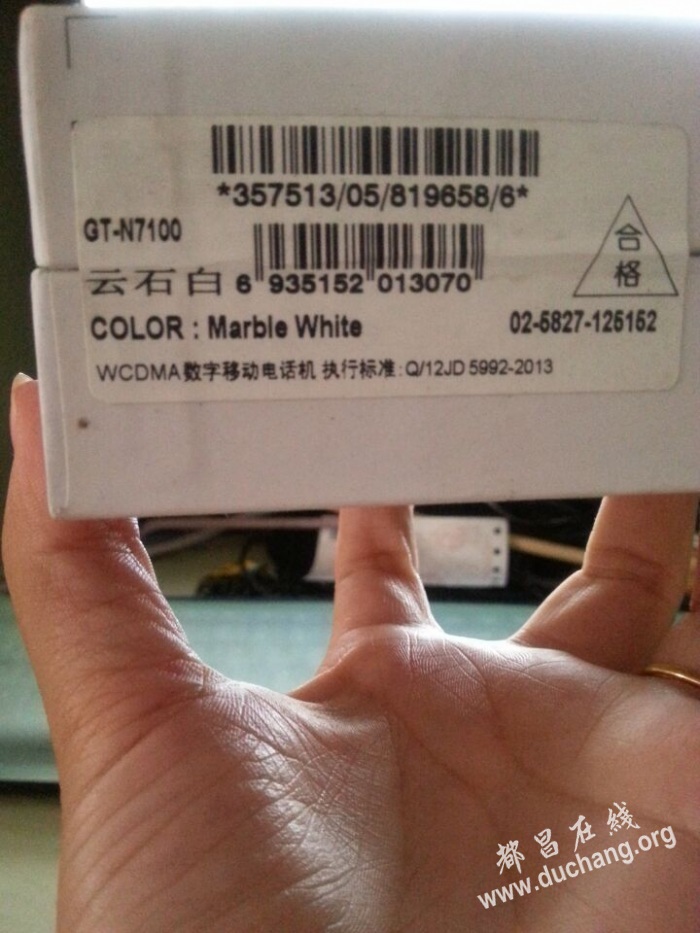 *357513/05/819658/6*
GT-N7100
合
格
云石白 6 935152 013070
COLOR : Marble White
02-5827-125152
WCDMA数字移动电话机 执行标准: Q/12JD 5992-2013
都昌在线
www.duchang.org